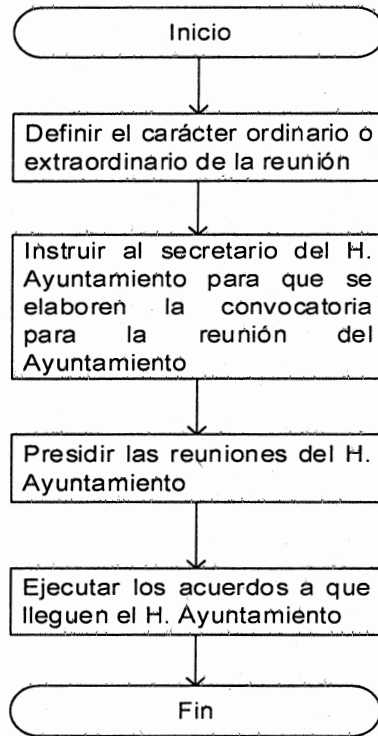 Inicio
Definir el carácter ordinario o
extraordinario de la reunión
Instruir al secretario del H.
Ayuntamiento para que se
elaboren la convocatoria
para la reunión del
Ayuntamiento
Presidir las reuniones del H.
Ayuntamiento
Ejecutar los acuerdos a que
lleguen el H. Ayuntamiento
Fin